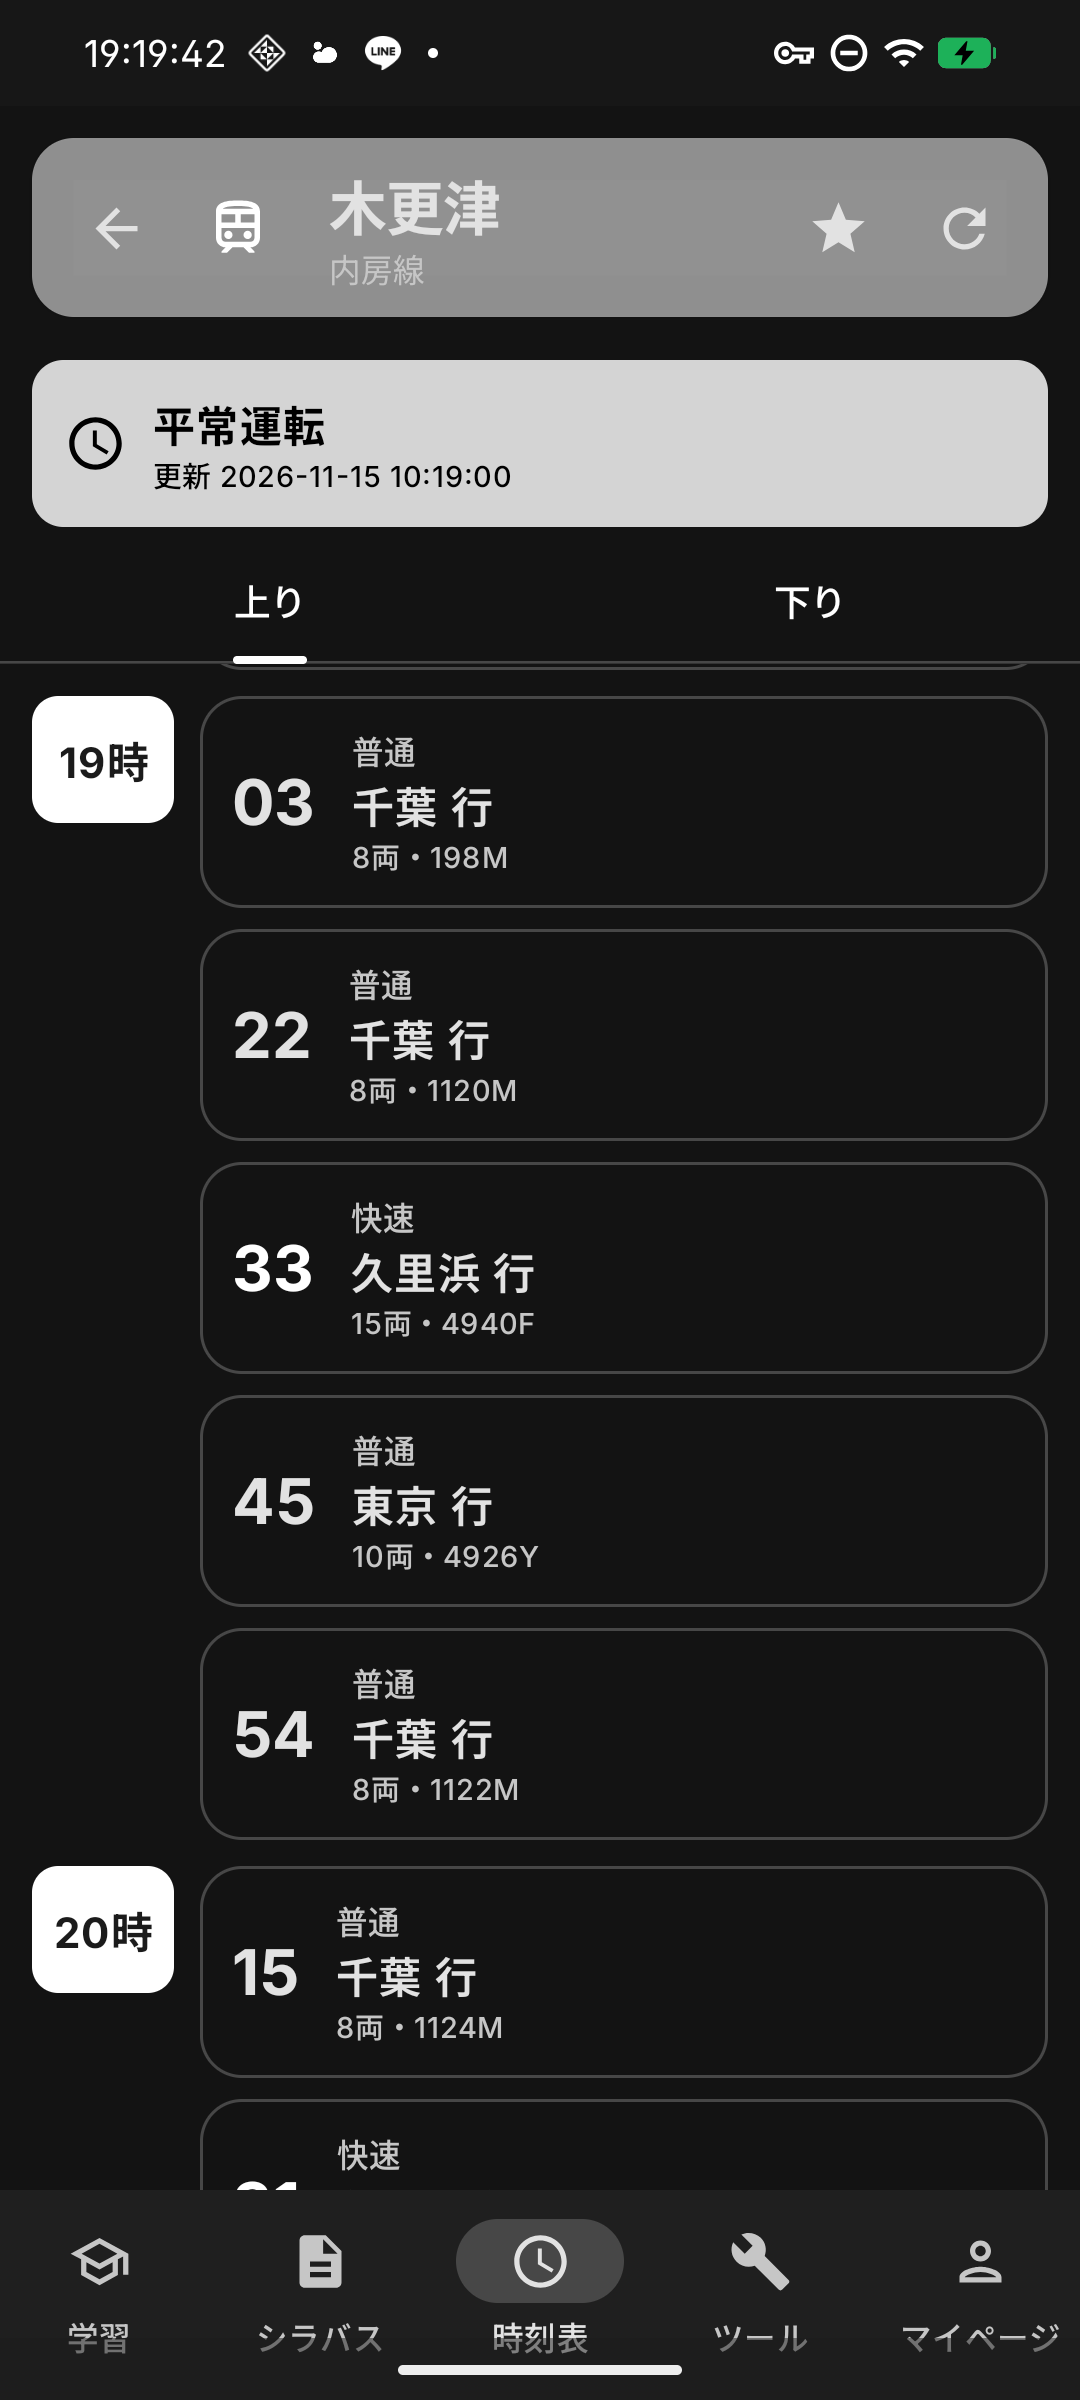 19:19:42
LINE
木更津
内房線
平常運転
更新 2026-11-15 10:19:00
上り
下り
19時
03
普通
千葉 行
8両・198M
22
普通
千葉 行
8両・1120M
33
快速
久里浜 行
15両・4940F
45
普通
東京 行
10両・4926Y
54
普通
千葉 行
8両・1122M
20時
15
普通
千葉 行
8両・1124M
快速
学習
シラバス
時刻表
ツール
マイページ